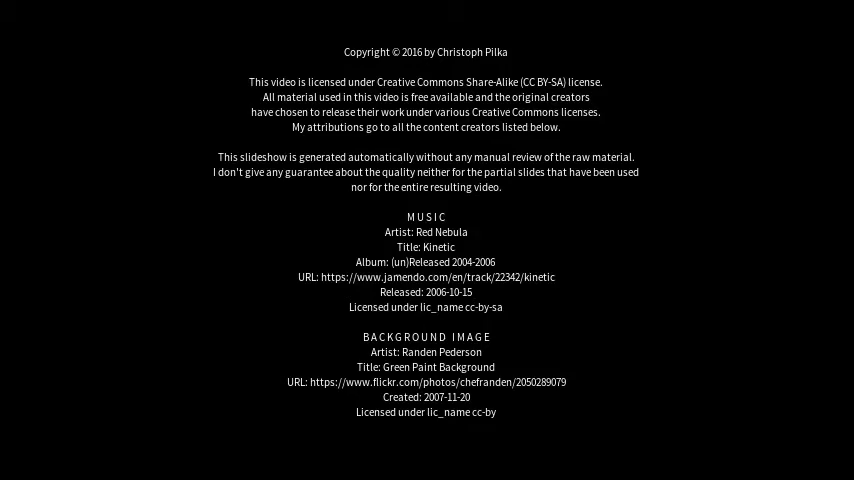 Copyright © 2016 by Christoph Pilka
This video is licensed under Creative Commons Share-Alike (CC BY-SA) license.
All material used in this video is free available and the original creators
have chosen to release their work under various Creative Commons licenses.
My attributions go to all the content creators listed below.
This slideshow is generated automatically without any manual review of the raw material.
I don't give any guarantee about the quality neither for the partial slides that have been used
nor for the entire resulting video.
MUSIC
Artist: Red Nebula
Title: Kinetic
Album: (un)Released 2004-2006
URL: https://www.jamendo.com/en/track/22342/kinetic
Released: 2006-10-15
Licensed under lic_name cc-by-sa
BACKGROUND IMAGE
Artist: Randen Pederson
Title: Green Paint Background
URL: https://www.flickr.com/photos/chefranden/2050289079
Created: 2007-11-20
Licensed under lic_name cc-by